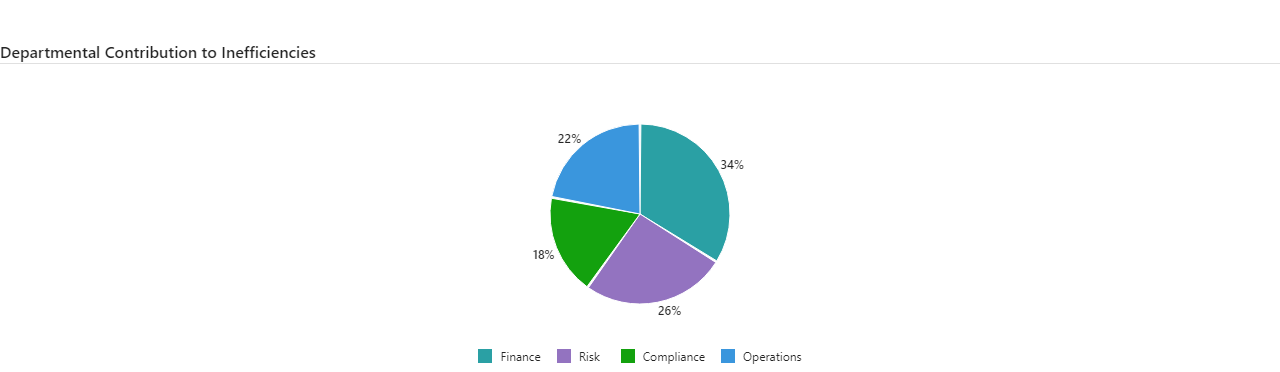 Departmental Contribution to Inefficiencies
22%
34%
18%
26%
Finance Risk Compliance Operations